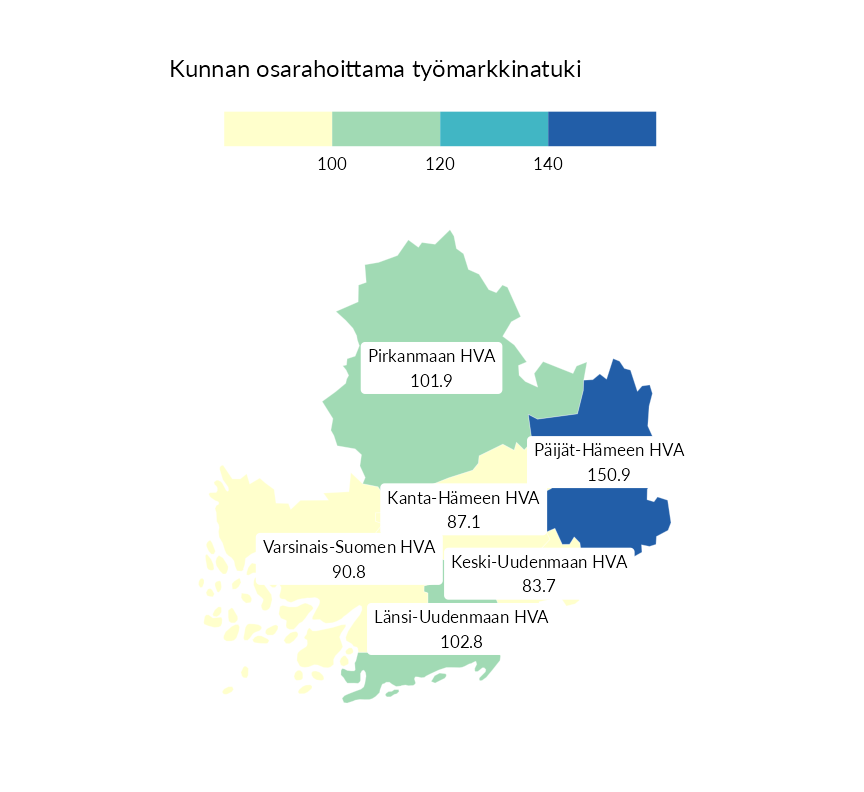 Kunnan osarahoittama työmarkkinatuki
100
120
140
Pirkanmaan HVA
101.9
Päijät-Hämeen HVA
150.9
Kanta-Hämeen HVA
87.1
Varsinais-Suomen HVA
90.8
Keski-Uudenmaan HVA
83.7
Länsi-Uudenmaan HVA
102.8